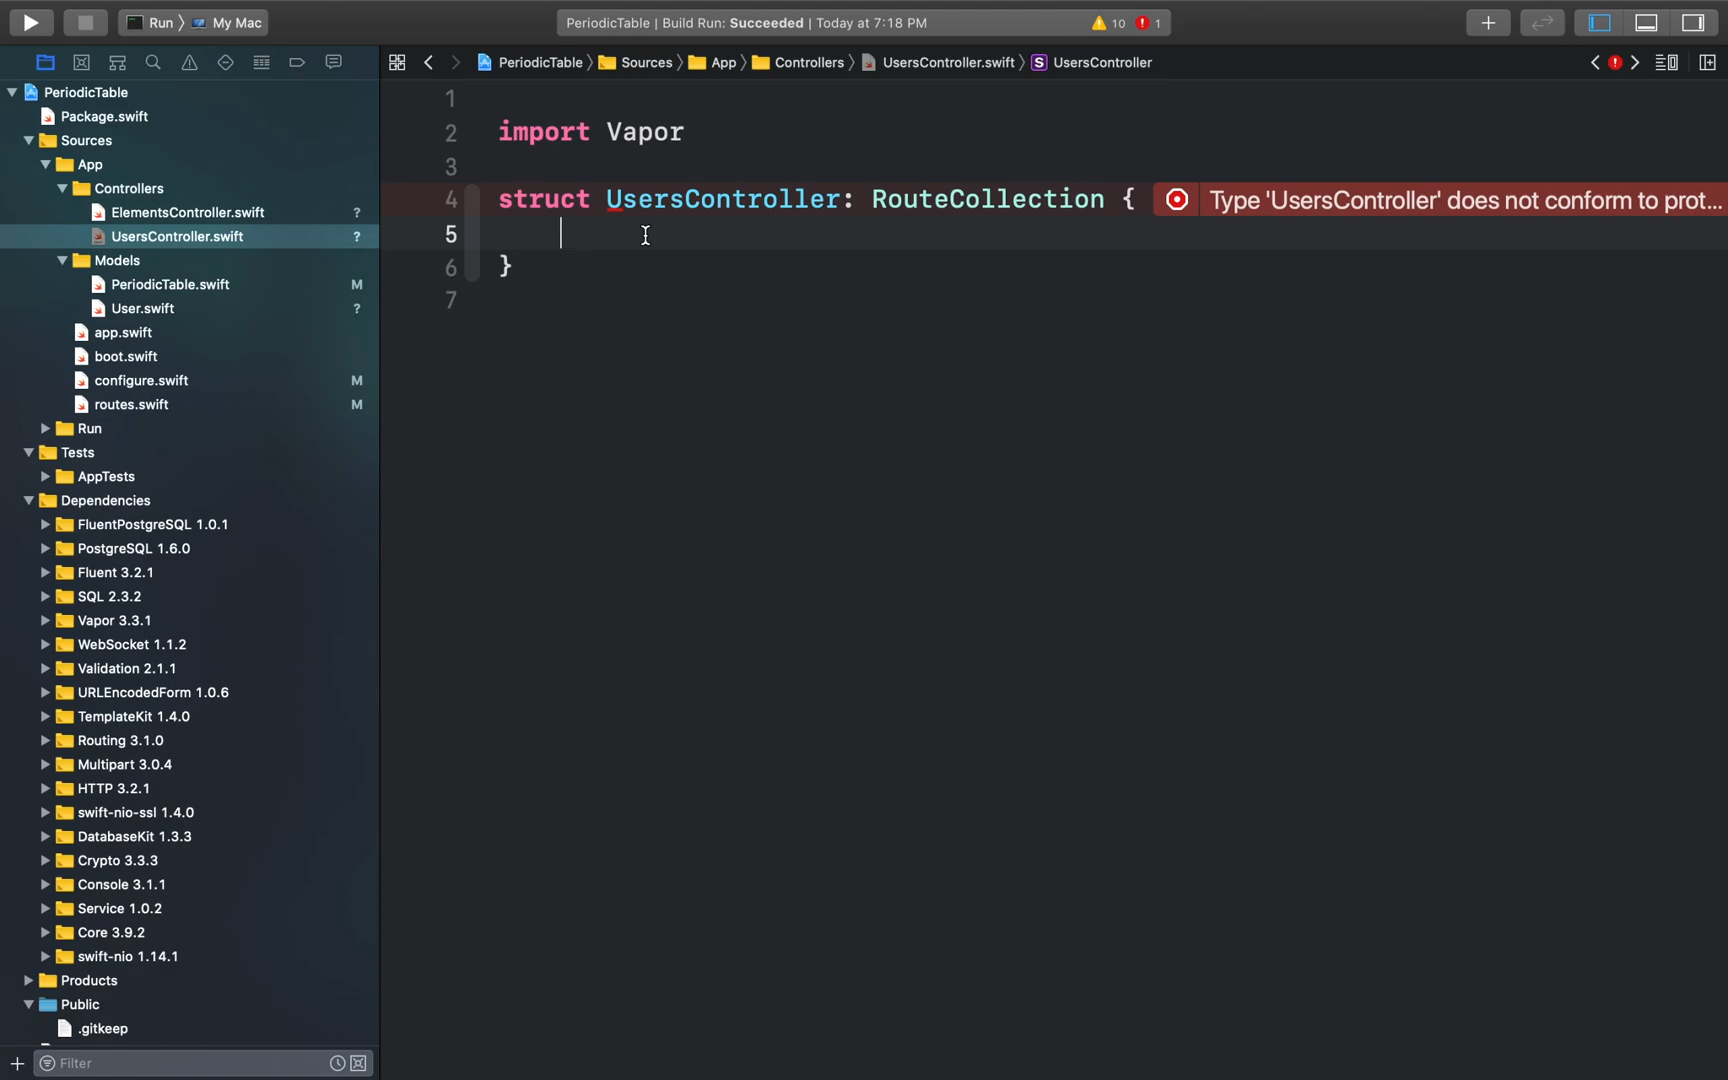 Run 〉 My Mac
PeriodicTable | Build Run: Succeeded | Today at 7:18 PM
10
1
PeriodicTable 〉 Sources 〉 App 〉 Controllers 〉 UsersController.swift 〉 S UsersController
PeriodicTable
Package.swift
Sources
App
Controllers
ElementsController.swift ?
UsersController.swift ?
Models
PeriodicTable.swift M
User.swift ?
app.swift
boot.swift
configure.swift M
routes.swift M
Run
Tests
AppTests
Dependencies
FluentPostgreSQL 1.0.1
PostgreSQL 1.6.0
Fluent 3.2.1
SQL 2.3.2
Vapor 3.3.1
WebSocket 1.1.2
Validation 2.1.1
URLEncodedForm 1.0.6
TemplateKit 1.4.0
Routing 3.1.0
Multipart 3.0.4
HTTP 3.2.1
swift-nio-ssl 1.4.0
DatabaseKit 1.3.3
Crypto 3.3.3
Console 3.1.1
Service 1.0.2
Core 3.9.2
swift-nio 1.14.1
Products
Public
.gitkeep
Filter
1
2 import Vapor
3
4 struct UsersController: RouteCollection { Type 'UsersController' does not conform to prot...
5
6 }
7